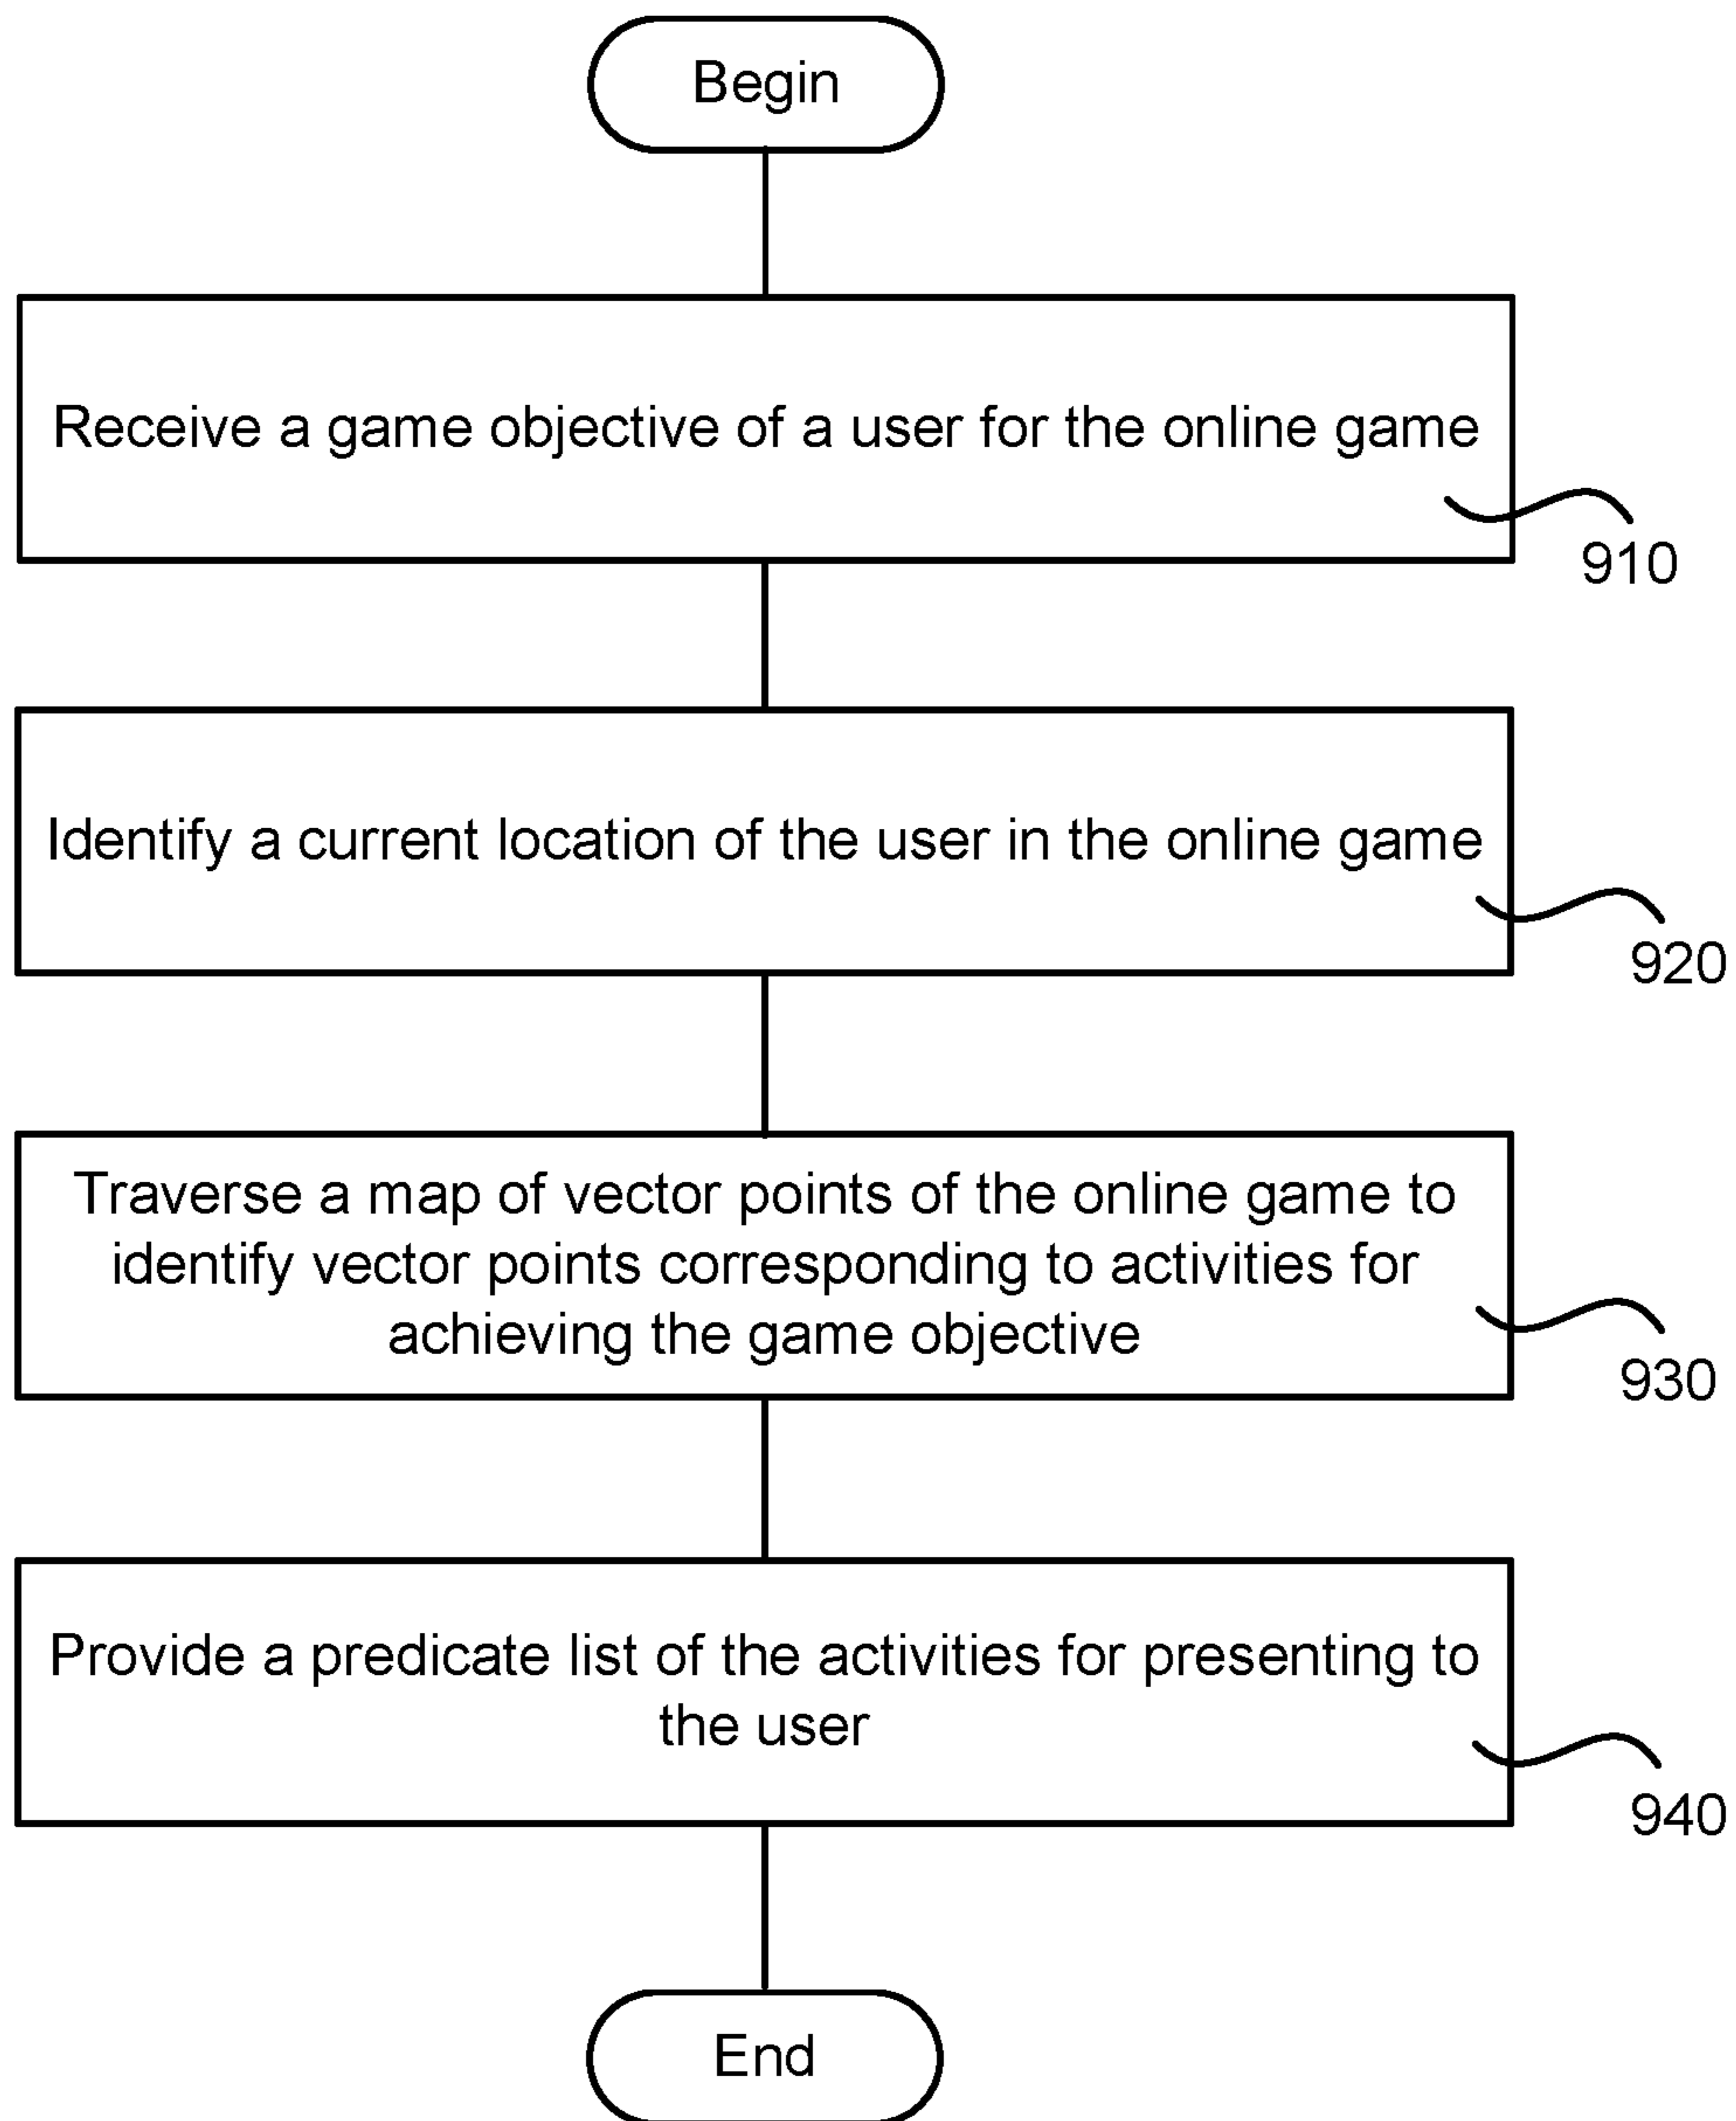 Begin
Receive a game objective of a user for the online game
910
Identify a current location of the user in the online game
920
Traverse a map of vector points of the online game to
identify vector points corresponding to activities for
achieving the game objective
930
Provide a predicate list of the activities for presenting to
the user
940
End